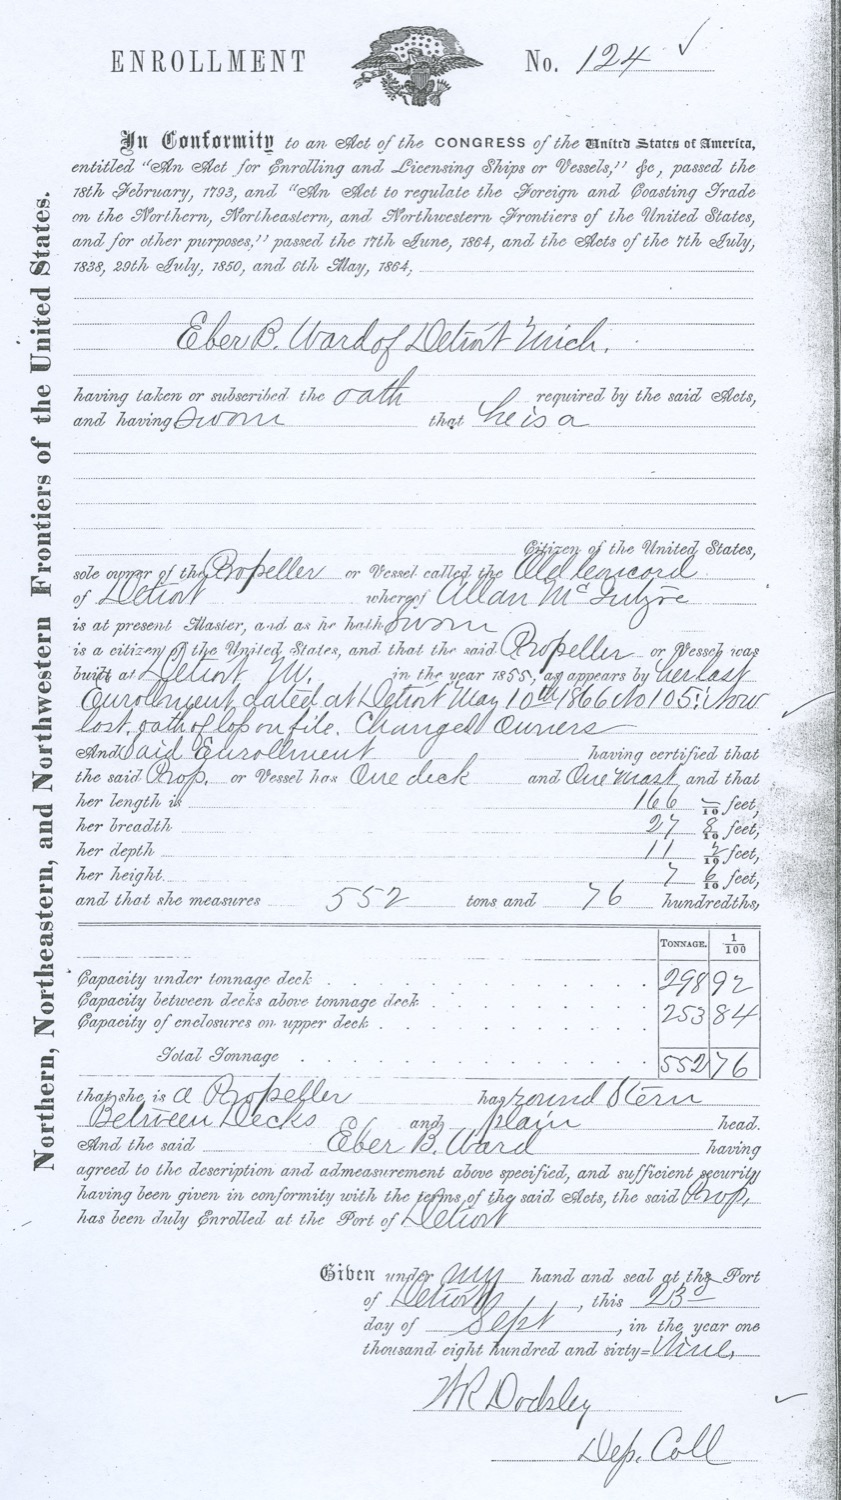 ENROLLMENT No. 124
In Conformity to an Act of the CONGRESS of the United States of America,
entitled "An Act for Enrolling and Licensing Ships or Vessels," &c, passed the
18th February, 1793, and "An Act to regulate the Foreign and Coasting Trade
on the Northern, Northeastern, and Northwestern Frontiers of the United States,
and for other purposes," passed the 17th June, 1864, and the Acts of the 7th July,
1838, 29th July, 1850, and 6th May, 1864,
Eber B. Ward of Detroit Mich.
having taken or subscribed the oath required by the said Acts,
and having sworn that he is a
Citizen of the United States,
sole owner of the Propeller or Vessel called the Old Concord
of Detroit whereof Allan McIntyre
is at present Master, and as he hath sworn
is a citizen of the United States, and that the said Propeller or Vessel was
built at Detroit M. in the year 1855, as appears by her last
Enrollment dated at Detroit May 10th 1866 No 105! Now
lost, oath of loss on file. Changed Owners
And said Enrollment having certified that
the said Prop. or Vessel has One deck and One mast and that
her length is 166 -/10 feet,
her breadth 27 8/10 feet,
her depth 11 /10 feet,
her height 7 6/10 feet,
and that she measures 552 tons and 76 hundredths,
TONNAGE. 1/100
Capacity under tonnage deck 298 92
Capacity between decks above tonnage deck 253 84
Capacity of enclosures on upper deck
Total Tonnage 552 76
that she is a Propeller has round Stern
Between Decks and plain head.
And the said Eber B. Ward having
agreed to the description and admeasurement above specified, and sufficient security
having been given in conformity with the terms of the said Acts, the said Prop.
has been duly Enrolled at the Port of Detroit
Given under my hand and seal at the Port
of Detroit, this 23
day of Sept, in the year one
thousand eight hundred and sixty=Nine.
WR Dodsley
Dep. Coll
Northern, Northeastern, and Northwestern Frontiers of the United States.